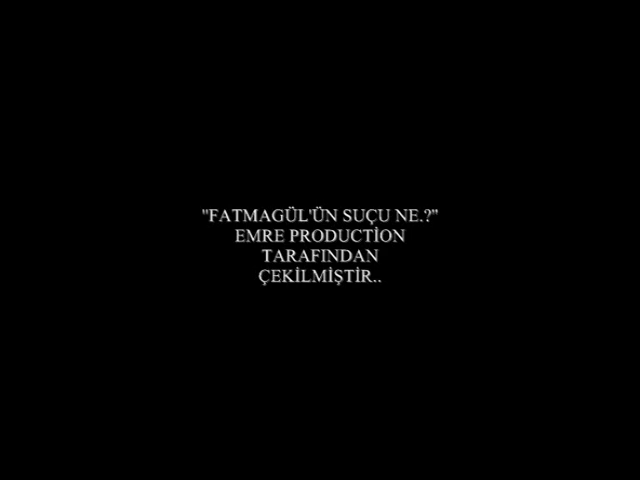 "FATMAGÜL'ÜN SUÇU NE.?"
EMRE PRODUCTİON
TARAFINDAN
ÇEKİLMİŞTİR..